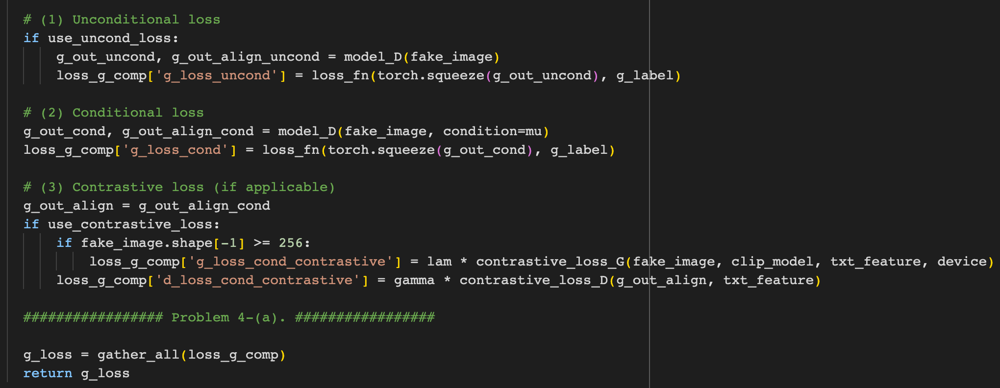 # (1) Unconditional loss
if use_uncond_loss:
    g_out_uncond, g_out_align_uncond = model_D(fake_image)
    loss_g_comp['g_loss_uncond'] = loss_fn(torch.squeeze(g_out_uncond), g_label)

# (2) Conditional loss
g_out_cond, g_out_align_cond = model_D(fake_image, condition=mu)
loss_g_comp['g_loss_cond'] = loss_fn(torch.squeeze(g_out_cond), g_label)

# (3) Contrastive loss (if applicable)
g_out_align = g_out_align_cond
if use_contrastive_loss:
    if fake_image.shape[-1] >= 256:
        loss_g_comp['g_loss_cond_contrastive'] = lam * contrastive_loss_G(fake_image, clip_model, txt_feature, device)
    loss_g_comp['d_loss_cond_contrastive'] = gamma * contrastive_loss_D(g_out_align, txt_feature)

################# Problem 4-(a). #################

g_loss = gather_all(loss_g_comp)
return g_loss